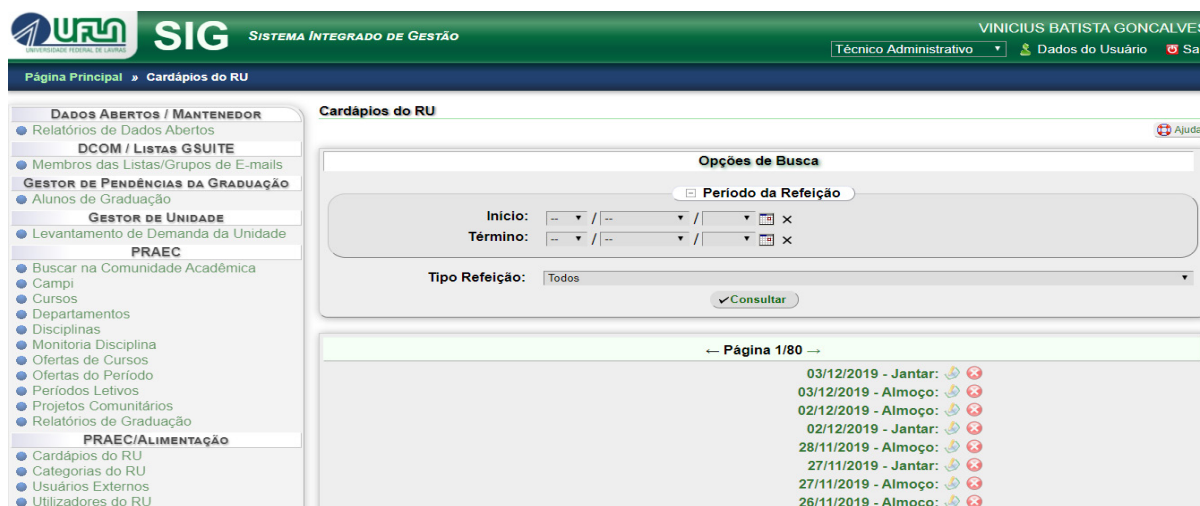 UFLA
UNIVERSIDADE FEDERAL DE LAVRAS
SIG SISTEMA INTEGRADO DE GESTÃO
VINICIUS BATISTA GONCALVES
Técnico Administrativo Dados do Usuário Sa
Página Principal » Cardápios do RU
DADOS ABERTOS / MANTENEDOR
Relatórios de Dados Abertos
DCOM / LISTAS GSUITE
Membros das Listas/Grupos de E-mails
GESTOR DE PENDÊNCIAS DA GRADUAÇÃO
Alunos de Graduação
GESTOR DE UNIDADE
Levantamento de Demanda da Unidade
PRAEC
Buscar na Comunidade Acadêmica
Campi
Cursos
Departamentos
Disciplinas
Monitoria Disciplina
Ofertas de Cursos
Ofertas do Período
Períodos Letivos
Projetos Comunitários
Relatórios de Graduação
PRAEC/ALIMENTAÇÃO
Cardápios do RU
Categorias do RU
Usuários Externos
Utilizadores do RU
Cardápios do RU
Ajuda
Opções de Busca
Período da Refeição
Início: -- / -- /
Término: -- / -- /
Tipo Refeição: Todos
Consultar
← Página 1/80 →
03/12/2019 - Jantar:
03/12/2019 - Almoço:
02/12/2019 - Almoço:
02/12/2019 - Jantar:
28/11/2019 - Almoço:
27/11/2019 - Jantar:
27/11/2019 - Almoço:
26/11/2019 - Almoço: